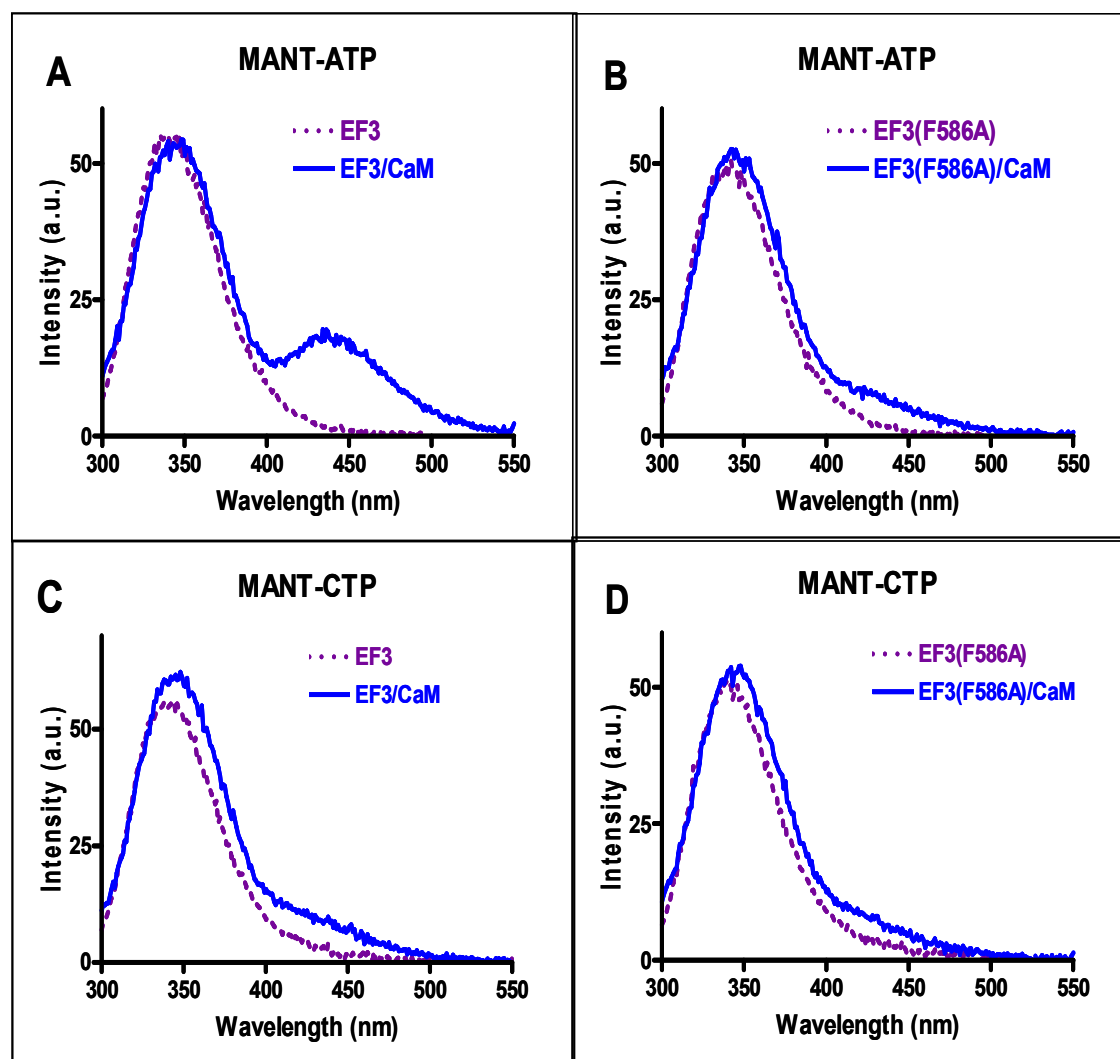 A
MANT-ATP
EF3
EF3/CaM
Intensity (a.u.)
50
25
0
300 350 400 450 500 550
Wavelength (nm)
B
MANT-ATP
EF3(F586A)
EF3(F586A)/CaM
Intensity (a.u.)
50
25
0
300 350 400 450 500 550
Wavelength (nm)
C
MANT-CTP
EF3
EF3/CaM
Intensity (a.u.)
50
25
0
300 350 400 450 500 550
Wavelength (nm)
D
MANT-CTP
EF3(F586A)
EF3(F586A)/CaM
Intensity (a.u.)
50
25
0
300 350 400 450 500 550
Wavelength (nm)